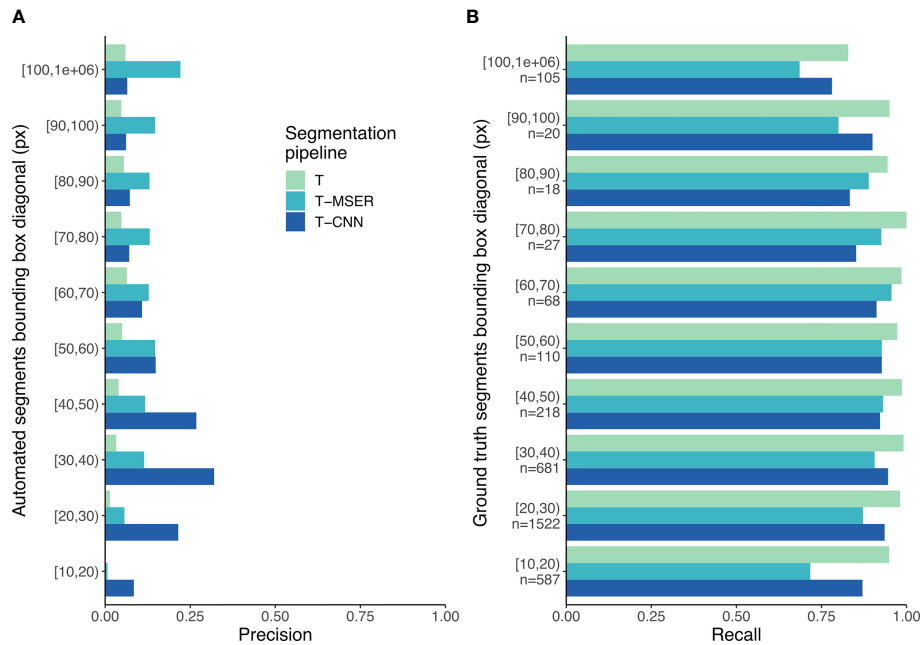 A
Automated segments bounding box diagonal (px)
[100,1e+06)
[90,100)
[80,90)
[70,80)
[60,70)
[50,60)
[40,50)
[30,40)
[20,30)
[10,20)
0.00 0.25 0.50 0.75 1.00
Precision
Segmentation
pipeline
T
T−MSER
T−CNN
B
Ground truth segments bounding box diagonal (px)
[100,1e+06)
n=105
[90,100)
n=20
[80,90)
n=18
[70,80)
n=27
[60,70)
n=68
[50,60)
n=110
[40,50)
n=218
[30,40)
n=681
[20,30)
n=1522
[10,20)
n=587
0.00 0.25 0.50 0.75 1.00
Recall